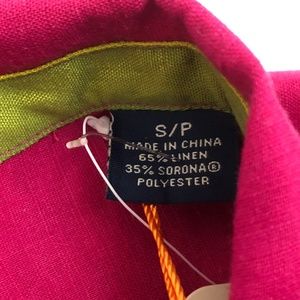 S/P
MADE IN CHINA
65% LINEN
35% SORONA®
POLYESTER